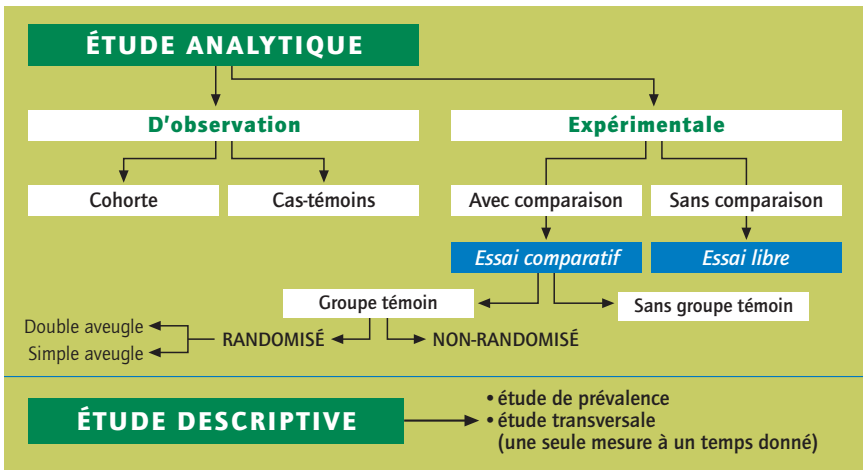 ÉTUDE ANALYTIQUE
D'observation
Expérimentale
Cohorte
Cas-témoins
Avec comparaison
Sans comparaison
Essai comparatif
Essai libre
Groupe témoin
Sans groupe témoin
Double aveugle
Simple aveugle
RANDOMISÉ
NON-RANDOMISÉ
ÉTUDE DESCRIPTIVE
• étude de prévalence
• étude transversale
(une seule mesure à un temps donné)